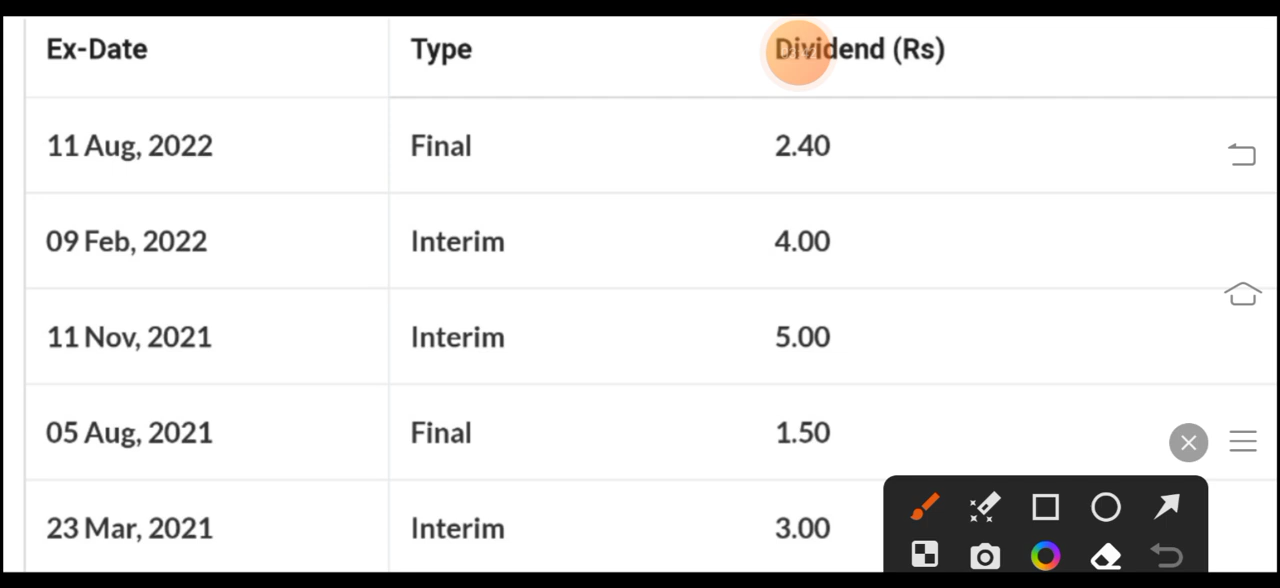 Ex-Date Type Dividend (Rs)
11 Aug, 2022 Final 2.40
09 Feb, 2022 Interim 4.00
11 Nov, 2021 Interim 5.00
05 Aug, 2021 Final 1.50
23 Mar, 2021 Interim 3.00